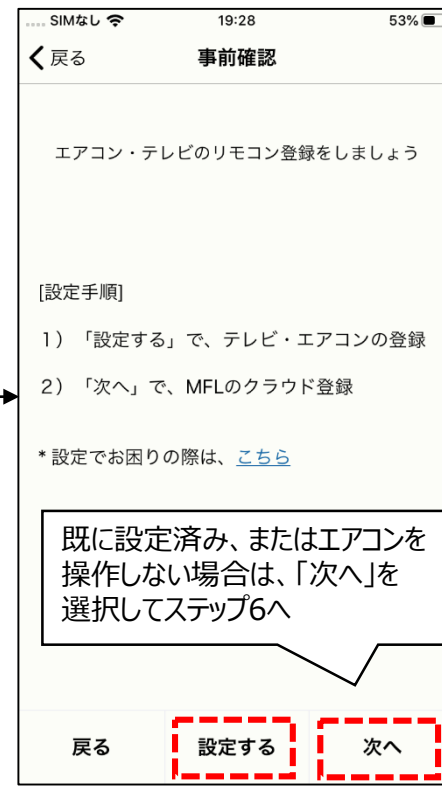 SIMなし 19:28 53%
戻る 事前確認
エアコン・テレビのリモコン登録をしましょう
[設定手順]
１）「設定する」で、テレビ・エアコンの登録
２）「次へ」で、MFLのクラウド登録
* 設定でお困りの際は、こちら
既に設定済み、またはエアコンを
操作しない場合は、「次へ」を
選択してステップ6へ
戻る 設定する 次へ